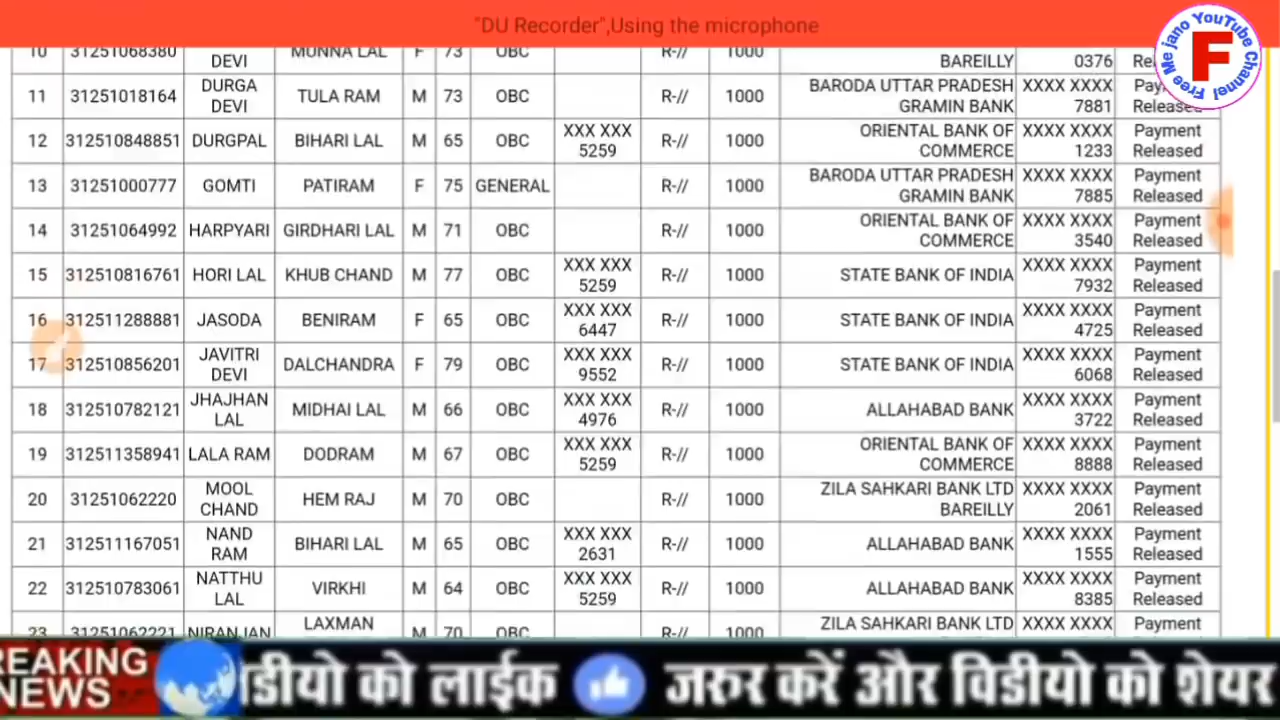 "DU Recorder",Using the microphone
Free Me jano YouTube Channel
F
10 31251068380 DEVI MUNNA LAL F 73 OBC 1000 BAREILLY 0376
11 31251018164 DURGA DEVI TULA RAM M 73 OBC R-// 1000 BARODA UTTAR PRADESH GRAMIN BANK XXXX XXXX 7881 Released
12 312510848851 DURGPAL BIHARI LAL M 65 OBC XXX XXX 5259 R-// 1000 ORIENTAL BANK OF COMMERCE XXXX XXXX 1233 Payment Released
13 31251000777 GOMTI PATIRAM F 75 GENERAL R-// 1000 BARODA UTTAR PRADESH GRAMIN BANK XXXX XXXX 7885 Payment Released
14 31251064992 HARPYARI GIRDHARI LAL M 71 OBC R-// 1000 ORIENTAL BANK OF COMMERCE XXXX XXXX 3540 Payment Released
15 312510816761 HORI LAL KHUB CHAND M 77 OBC XXX XXX 5259 R-// 1000 STATE BANK OF INDIA XXXX XXXX 7932 Payment Released
16 312511288881 JASODA BENIRAM F 65 OBC XXX XXX 6447 R-// 1000 STATE BANK OF INDIA XXXX XXXX 4725 Payment Released
17 312510856201 JAVITRI DEVI DALCHANDRA F 79 OBC XXX XXX 9552 R-// 1000 STATE BANK OF INDIA XXXX XXXX 6068 Payment Released
18 312510782121 JHAJHAN LAL MIDHAI LAL M 66 OBC XXX XXX 4976 R-// 1000 ALLAHABAD BANK XXXX XXXX 3722 Payment Released
19 312511358941 LALA RAM DODRAM M 67 OBC XXX XXX 5259 R-// 1000 ORIENTAL BANK OF COMMERCE XXXX XXXX 8888 Payment Released
20 31251062220 MOOL CHAND HEM RAJ M 70 OBC R-// 1000 ZILA SAHKARI BANK LTD BAREILLY XXXX XXXX 2061 Payment Released
21 312511167051 NAND RAM BIHARI LAL M 65 OBC XXX XXX 2631 R-// 1000 ALLAHABAD BANK XXXX XXXX 1555 Payment Released
22 312510783061 NATTHU LAL VIRKHI M 64 OBC XXX XXX 5259 R-// 1000 ALLAHABAD BANK XXXX XXXX 8385 Payment Released
23 31251062221 NIRANJAN LAXMAN M 70 OBC R-// 1000 ZILA SAHKARI BANK LTD XXXX XXXX Payment
REAKING
NEWS
डीयो को लाईक जरुर करें और विडीयो को शेयर